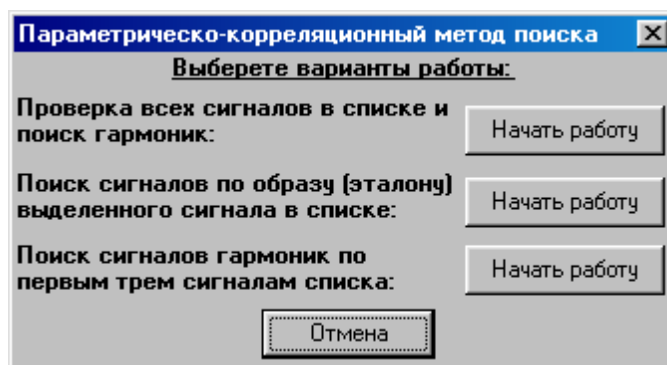 Параметрическо-корреляционный метод поиска
Выберете варианты работы:
Проверка всех сигналов в списке и
поиск гармоник:
Начать работу
Поиск сигналов по образу (эталону)
выделенного сигнала в списке:
Начать работу
Поиск сигналов гармоник по
первым трем сигналам списка:
Начать работу
Отмена